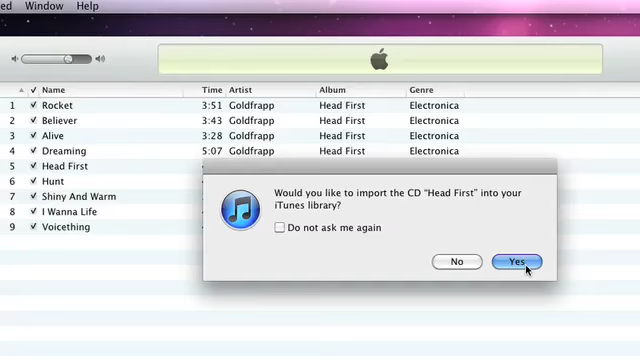 ed Window Help
Name Time Artist Album Genre
1 Rocket 3:51 Goldfrapp Head First Electronica
2 Believer 3:43 Goldfrapp Head First Electronica
3 Alive 3:28 Goldfrapp Head First Electronica
4 Dreaming 5:07 Goldfrapp Head First Electronica
5 Head First
6 Hunt
7 Shiny And Warm
8 I Wanna Life
9 Voicething
Would you like to import the CD “Head First” into your
iTunes library?
Do not ask me again
No Yes